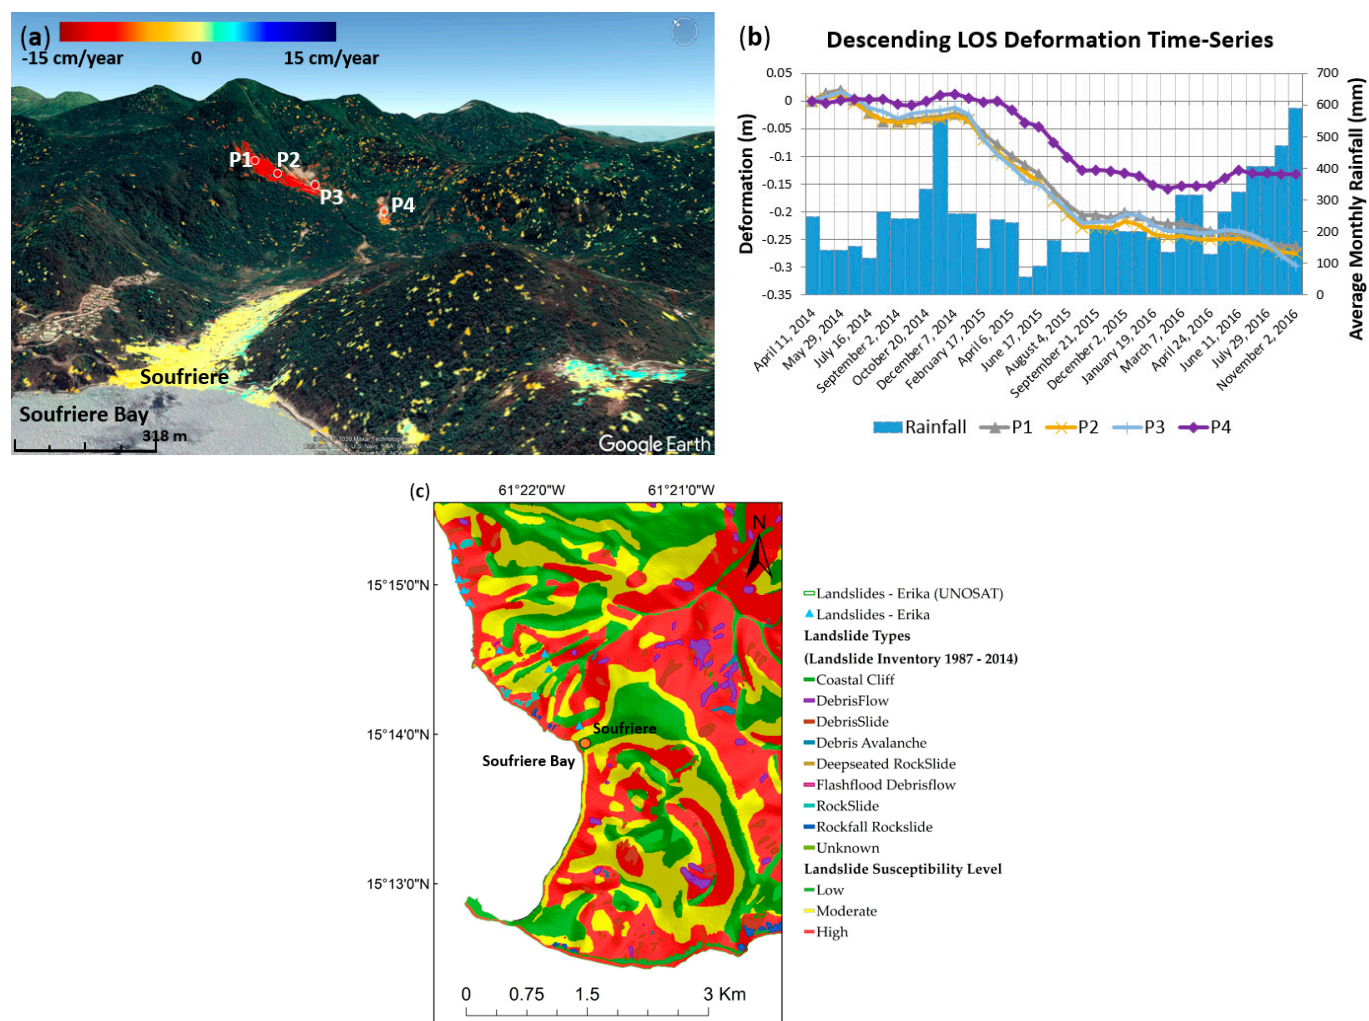 (a)
-15 cm/year 0 15 cm/year
P1
P2
P3
P4
Soufriere
Soufriere Bay
318 m
Google Earth
(b) Descending LOS Deformation Time-Series
Deformation (m)
0.05
0
-0.05
-0.1
-0.15
-0.2
-0.25
-0.3
-0.35
700
600
500
400
300
200
100
0
Average Monthly Rainfall (mm)
April 11, 2014
May 29, 2014
July 16, 2014
September 2, 2014
October 20, 2014
December 7, 2014
February 17, 2015
April 6, 2015
June 17, 2015
August 4, 2015
September 21, 2015
December 2, 2015
January 19, 2016
March 7, 2016
April 24, 2016
June 11, 2016
July 29, 2016
November 2, 2016
Rainfall P1 P2 P3 P4
(c)
61°22'0"W 61°21'0"W
N
15°15'0"N
15°14'0"N
15°13'0"N
Soufriere
Soufriere Bay
0 0.75 1.5 3 Km
Landslides - Erika (UNOSAT)
Landslides - Erika
Landslide Types
(Landslide Inventory 1987 - 2014)
Coastal Cliff
DebrisFlow
DebrisSlide
Debris Avalanche
Deepseated RockSlide
Flashflood Debrisflow
RockSlide
Rockfall Rockslide
Unknown
Landslide Susceptibility Level
Low
Moderate
High